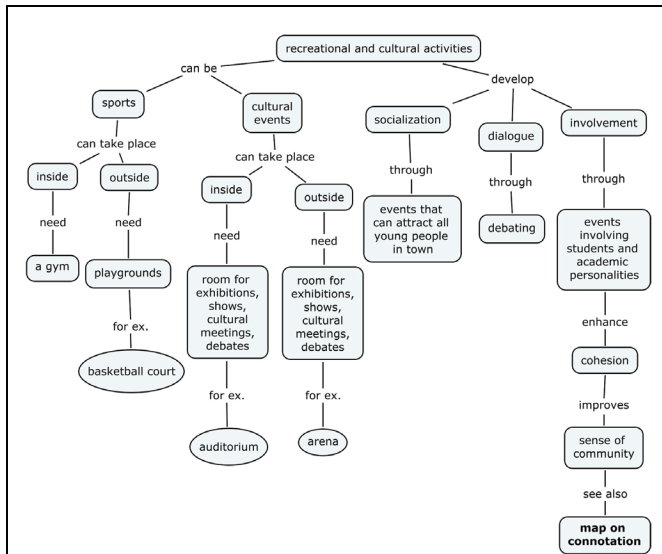 recreational and cultural activities
can be
develop
sports
cultural
events
socialization
dialogue
involvement
can take place
can take place
through
through
through
inside
outside
inside
outside
need
need
need
need
events that
can attract all
young people
in town
debating
events
involving
students and
academic
personalities
a gym
playgrounds
room for
exhibitions,
shows,
cultural
meetings,
debates
room for
exhibitions,
shows,
cultural
meetings,
debates
for ex.
enhance
basketball court
cohesion
for ex.
for ex.
improves
auditorium
arena
sense of
community
see also
map on
connotation